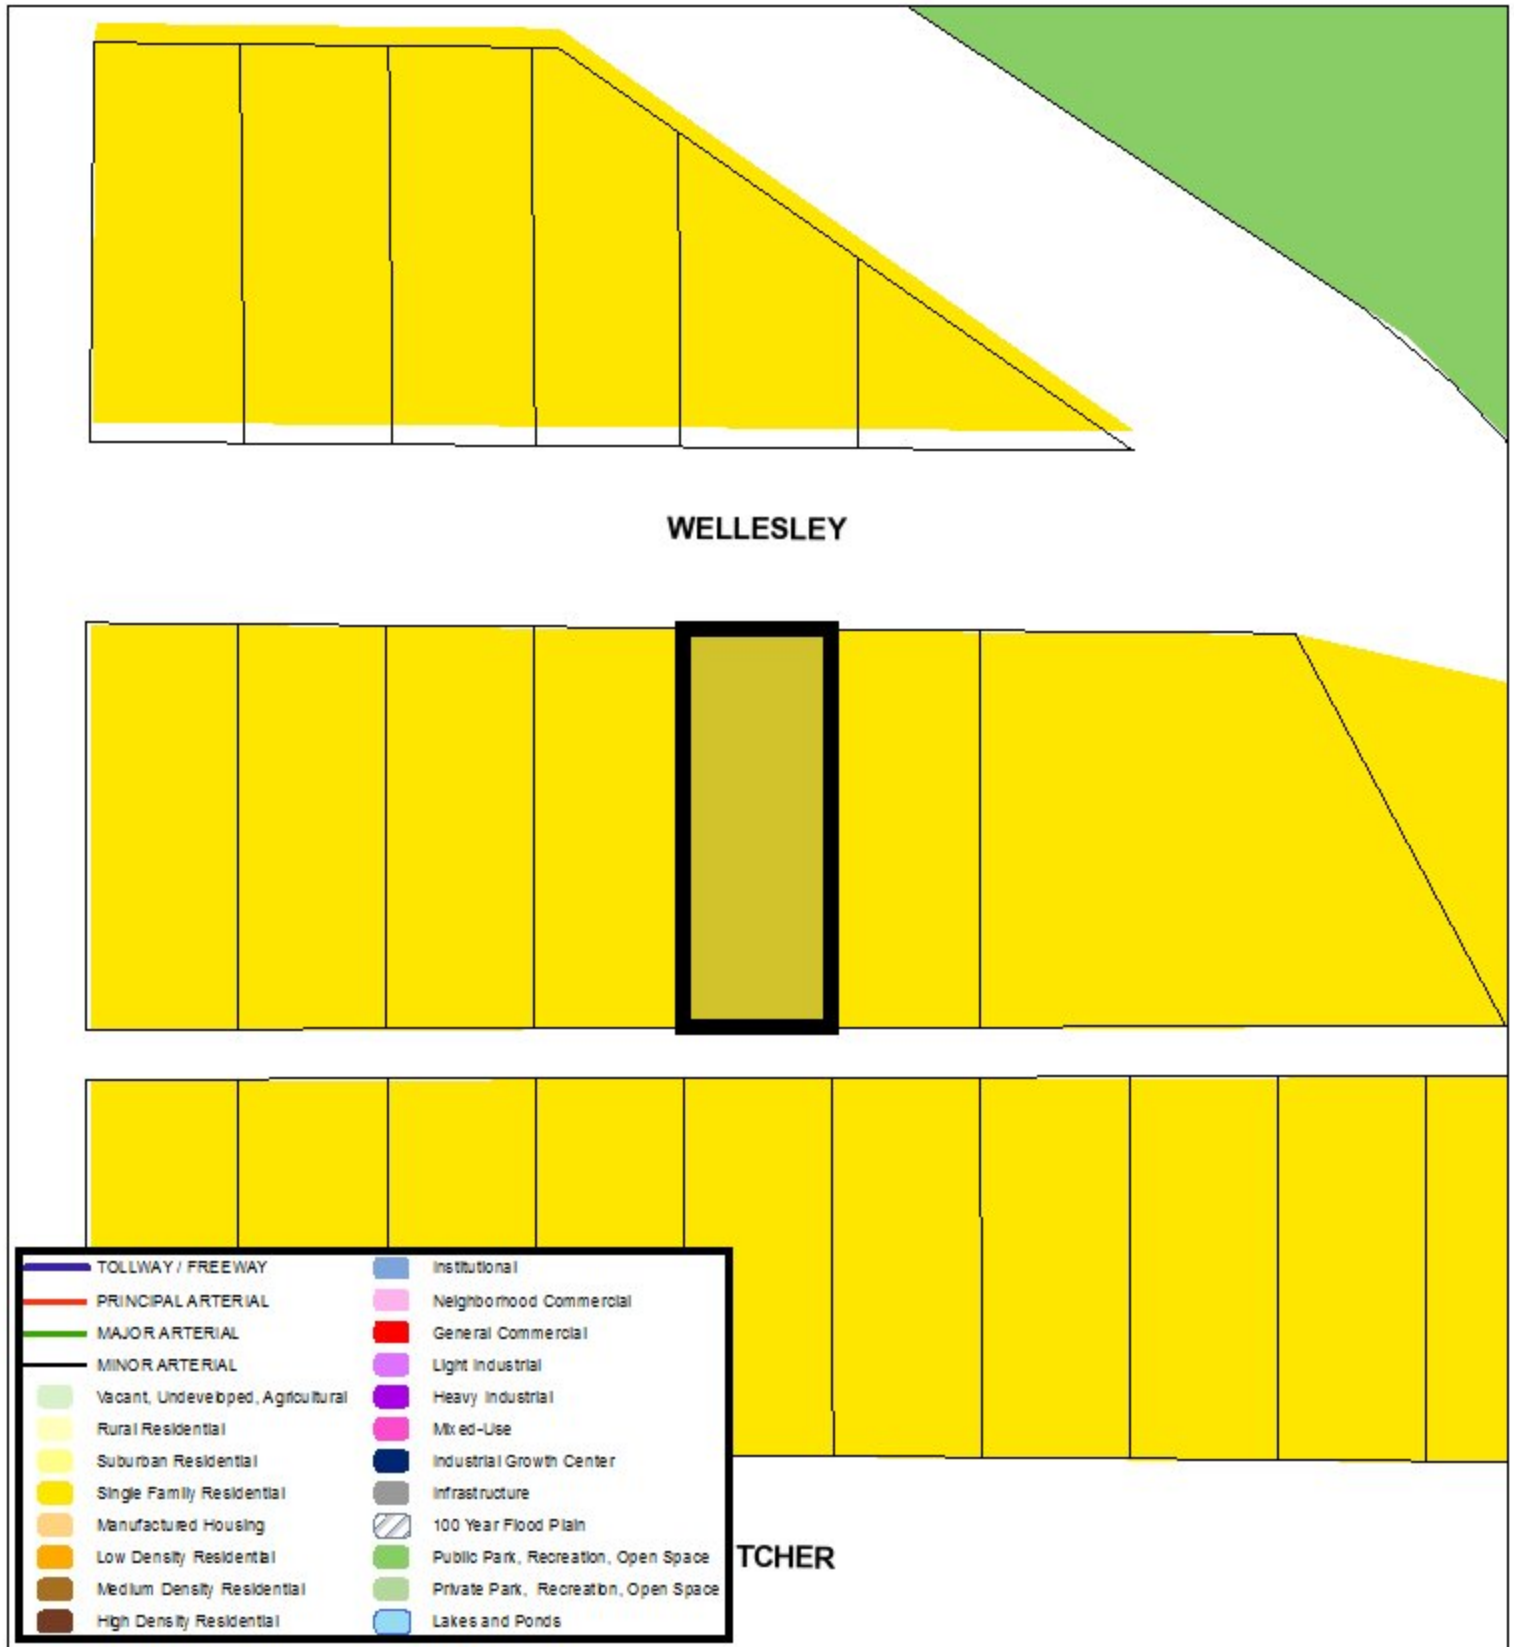 WELLESLEY
TOLLWAY / FREEWAY
PRINCIPAL ARTERIAL
MAJOR ARTERIAL
MINOR ARTERIAL
Vacant, Undeveloped, Agricultural
Rural Residential
Suburban Residential
Single Family Residential
Manufactured Housing
Low Density Residential
Medium Density Residential
High Density Residential
Institutional
Neighborhood Commercial
General Commercial
Light Industrial
Heavy Industrial
Mixed-Use
Industrial Growth Center
Infrastructure
100 Year Flood Plain
Public Park, Recreation, Open Space
Private Park, Recreation, Open Space
Lakes and Ponds
TCHER